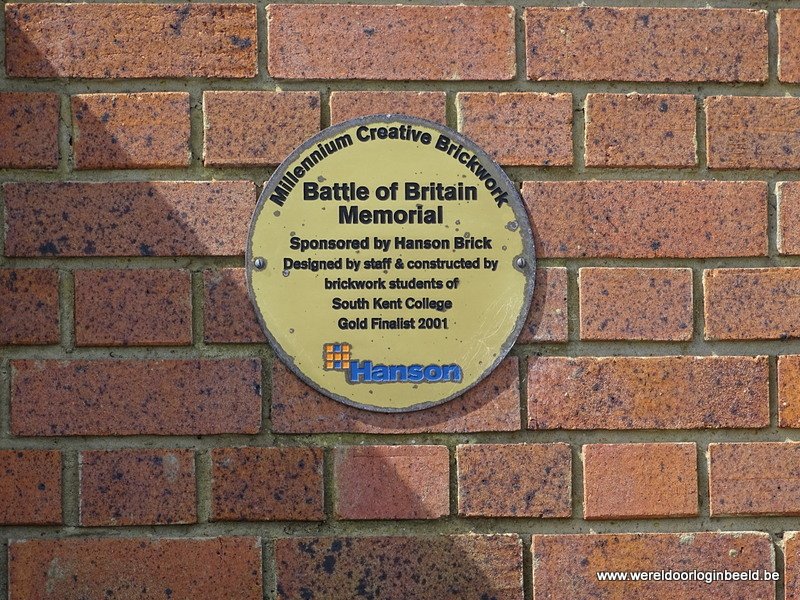 Millennium Creative Brickwork
Battle of Britain
Memorial
Sponsored by Hanson Brick
Designed by staff & constructed by
brickwork students of
South Kent College
Gold Finalist 2001
Hanson
www.wereldoorloginbeeld.be